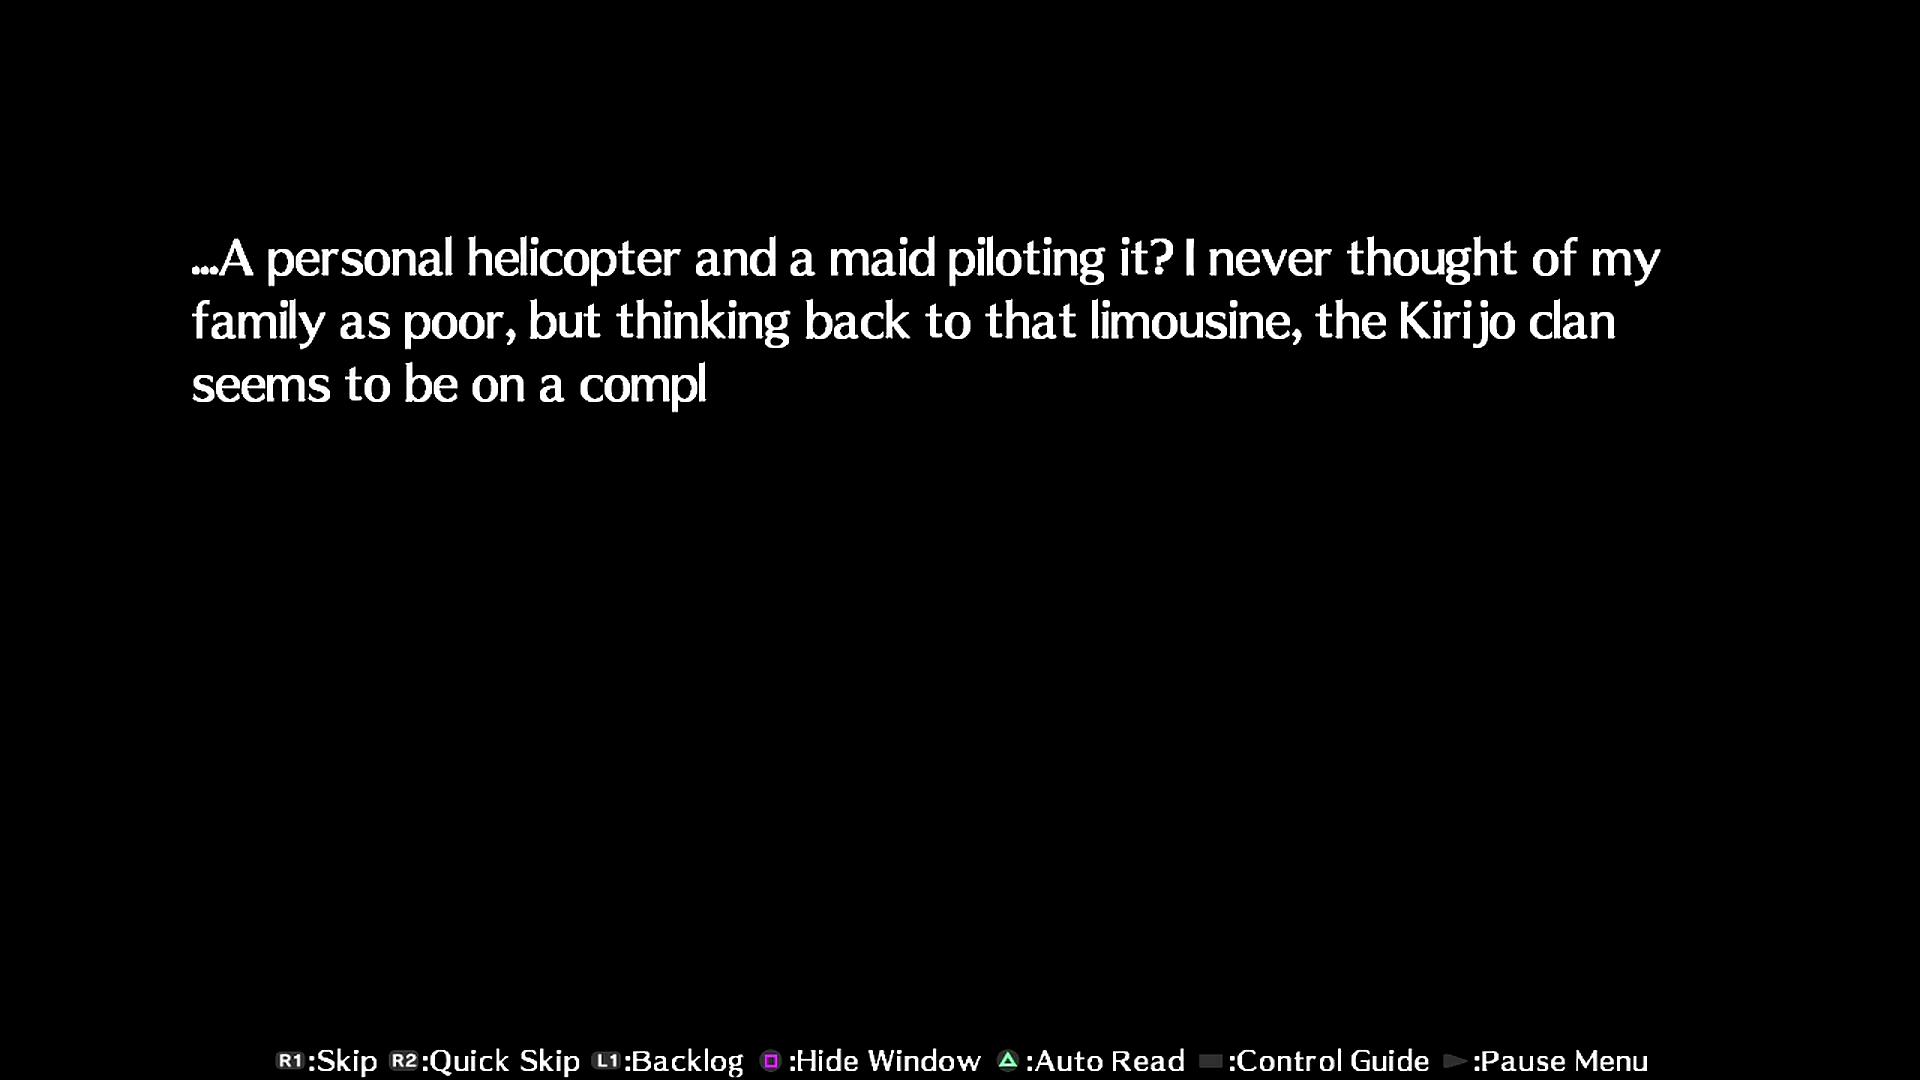 ...A personal helicopter and a maid piloting it? I never thought of my
family as poor, but thinking back to that limousine, the Kirijo clan
seems to be on a compl
R1:Skip R2:Quick Skip L1:Backlog :Hide Window :Auto Read :Control Guide :Pause Menu